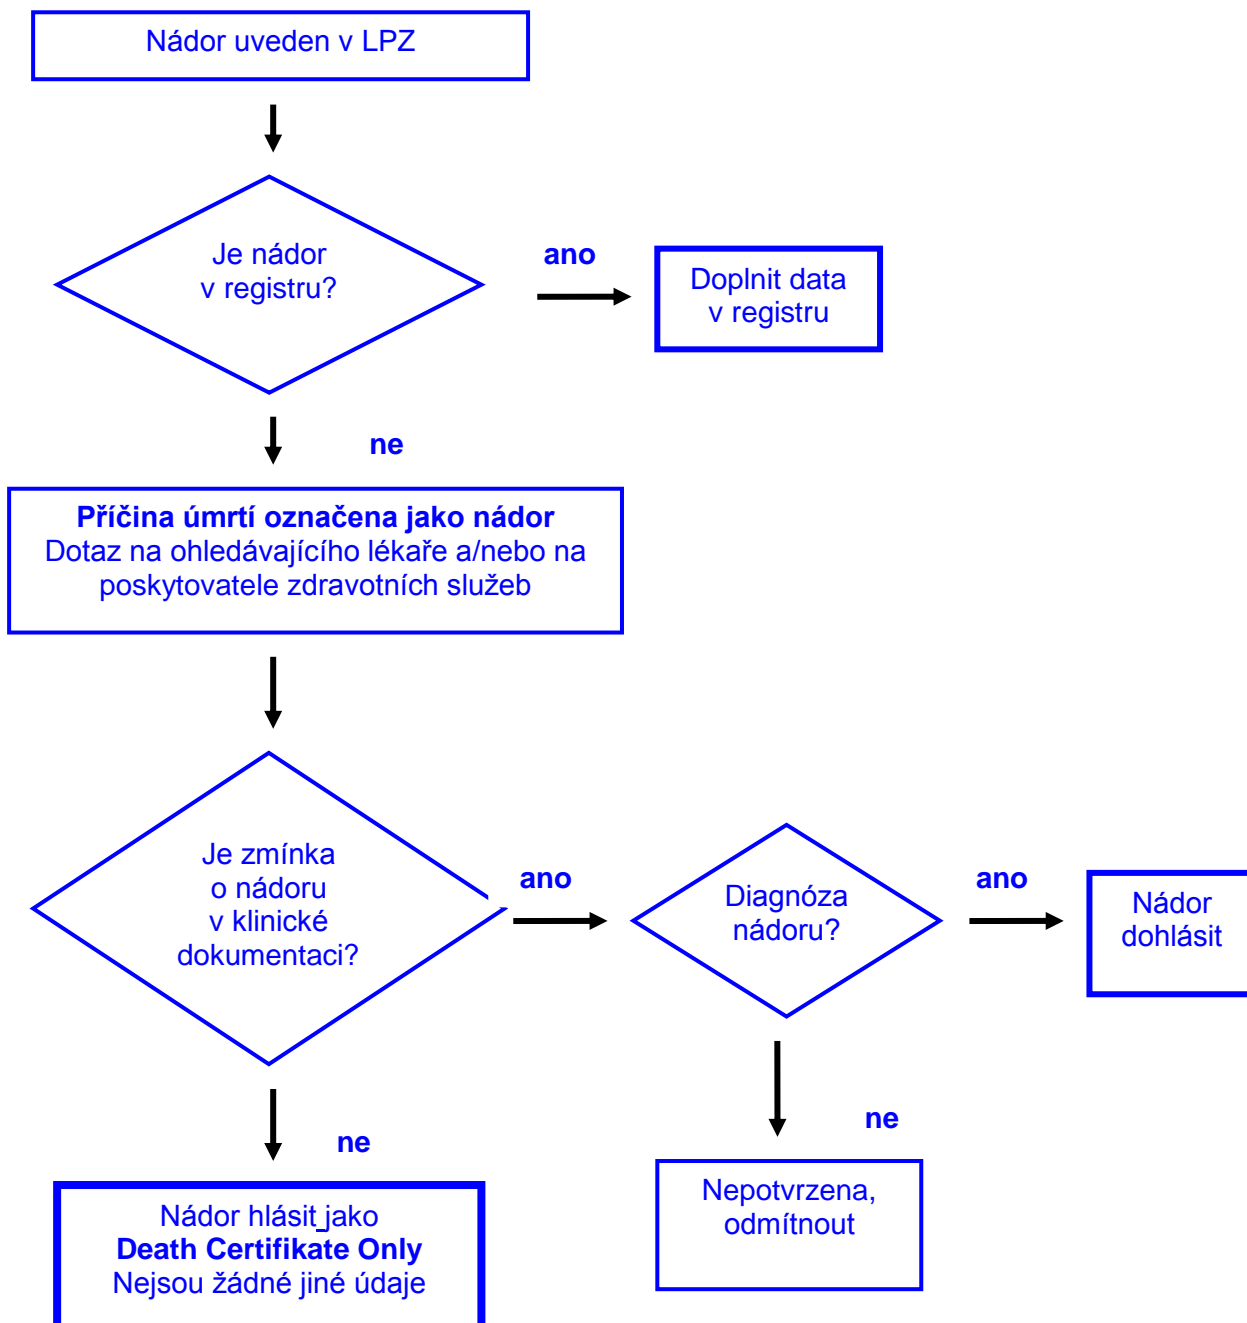 Nádor uveden v LPZ
Je nádor
v registru?
ano
Doplnit data
v registru
ne
Příčina úmrtí označena jako nádor
Dotaz na ohledávajícího lékaře a/nebo na
poskytovatele zdravotních služeb
Je zmínka
o nádoru
v klinické
dokumentaci?
ano
Diagnóza
nádoru?
ano
Nádor
dohlásit
ne
Nepotvrzena,
odmítnout
ne
Nádor hlásit jako
Death Certifikate Only
Nejsou žádné jiné údaje